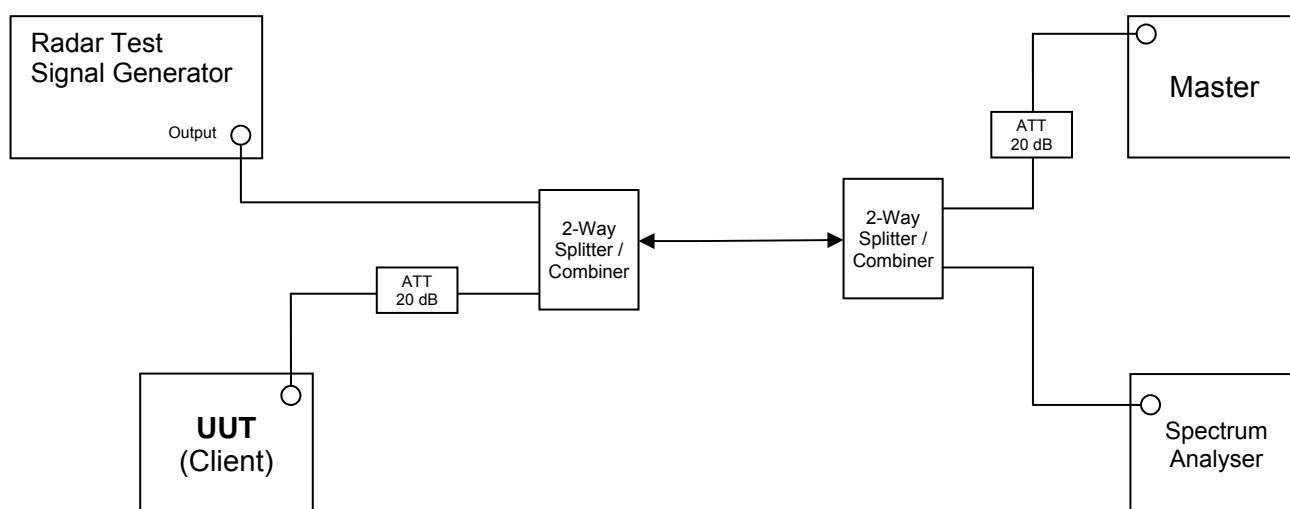 Radar Test
Signal Generator
Output
2-Way
Splitter /
Combiner
ATT
20 dB
UUT
(Client)
Master
ATT
20 dB
2-Way
Splitter /
Combiner
Spectrum
Analyser